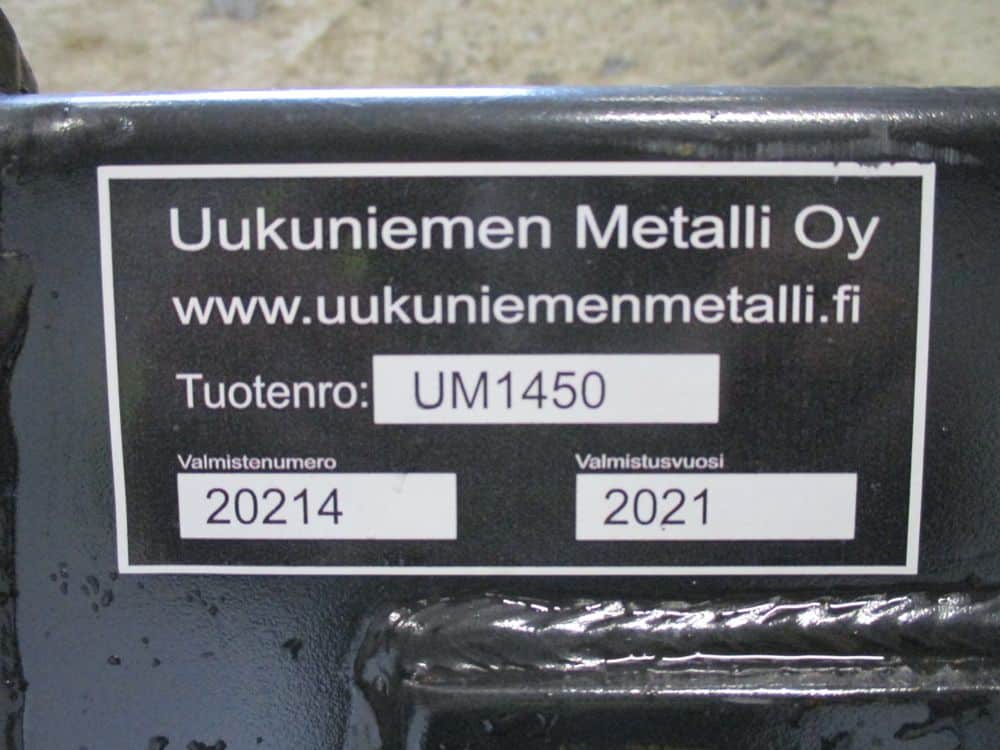 Uukuniemen Metalli Oy
www.uukuniemenmetalli.fi
Tuotenro: UM1450
Valmistenumero Valmistusvuosi
20214 2021